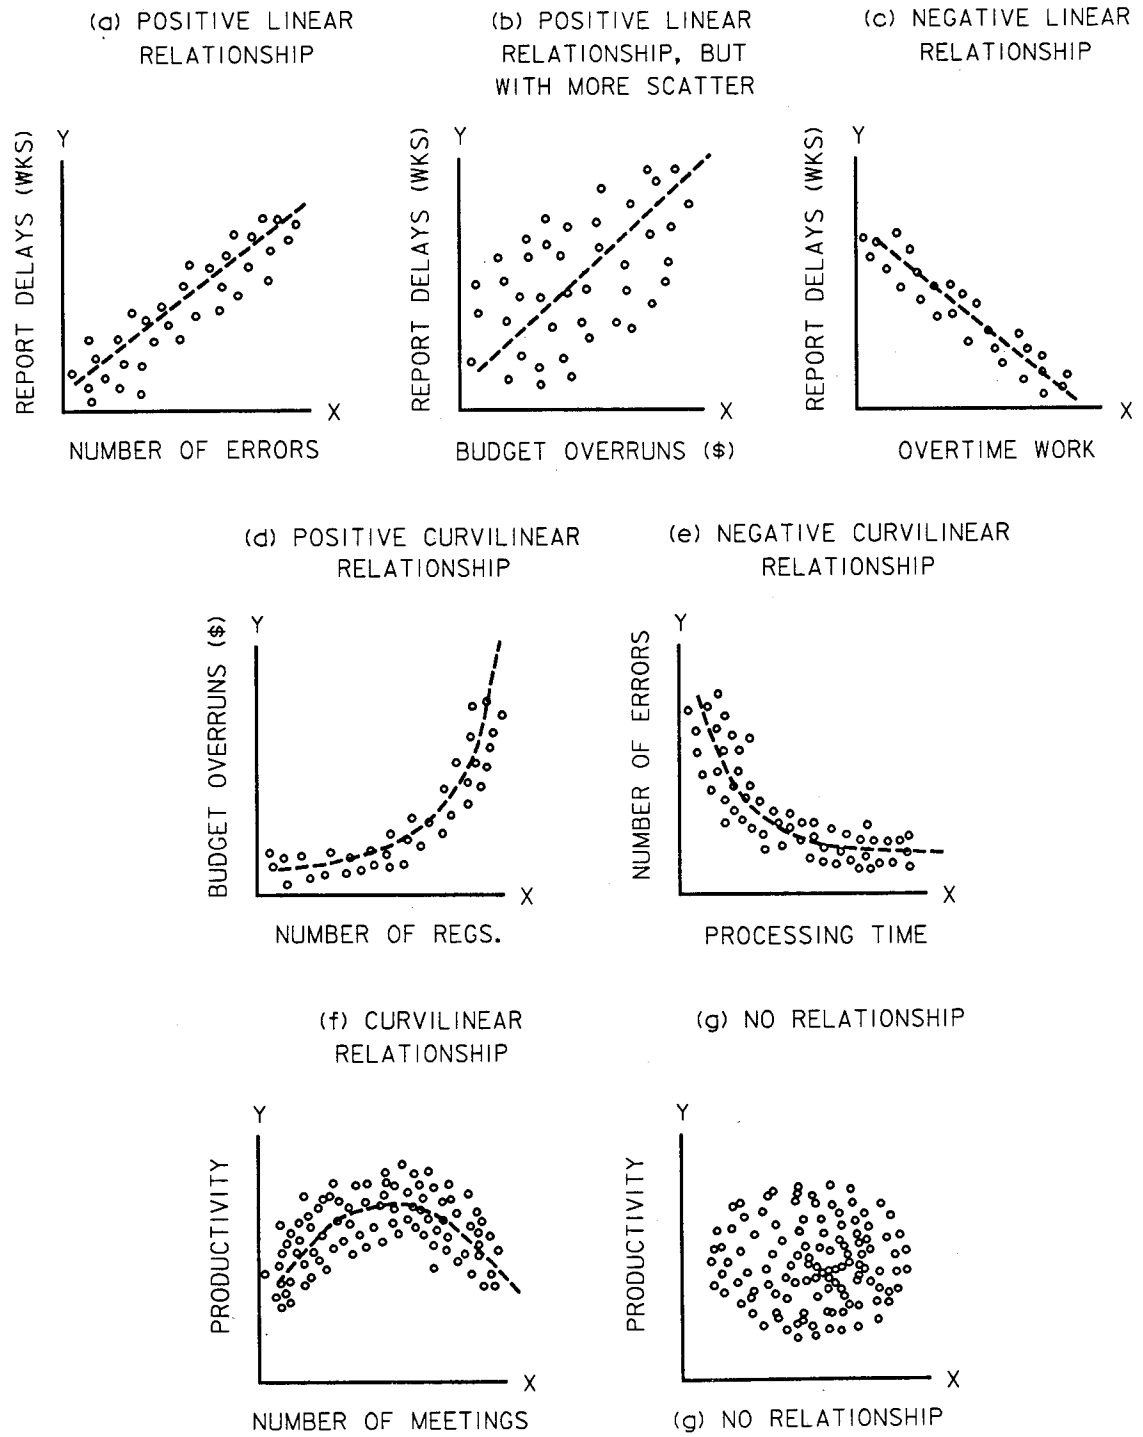 (a) POSITIVE LINEAR
RELATIONSHIP
(b) POSITIVE LINEAR
RELATIONSHIP, BUT
WITH MORE SCATTER
(c) NEGATIVE LINEAR
RELATIONSHIP
Y
REPORT DELAYS (WKS)
X
NUMBER OF ERRORS
Y
REPORT DELAYS (WKS)
X
BUDGET OVERRUNS ($)
Y
REPORT DELAYS (WKS)
X
OVERTIME WORK
(d) POSITIVE CURVILINEAR
RELATIONSHIP
(e) NEGATIVE CURVILINEAR
RELATIONSHIP
Y
BUDGET OVERRUNS ($)
X
NUMBER OF REGS.
Y
NUMBER OF ERRORS
X
PROCESSING TIME
(f) CURVILINEAR
RELATIONSHIP
(g) NO RELATIONSHIP
Y
PRODUCTIVITY
X
NUMBER OF MEETINGS
Y
PRODUCTIVITY
X
(g) NO RELATIONSHIP